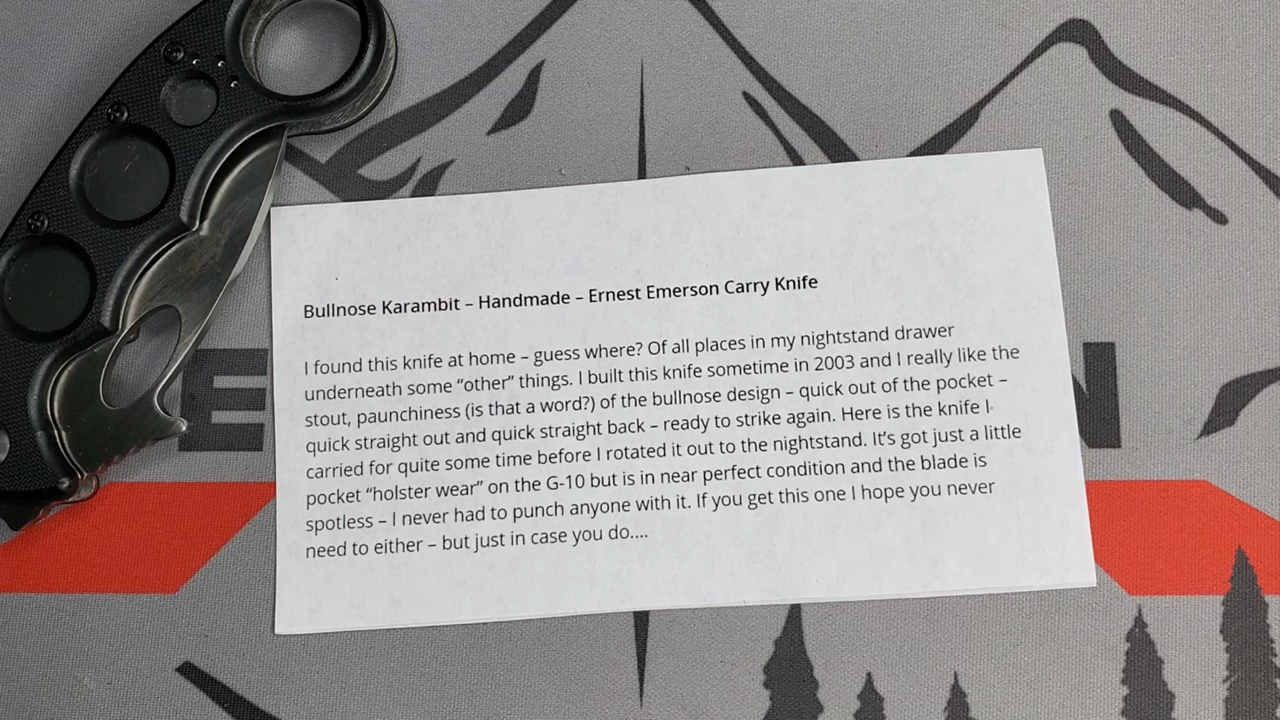 Bullnose Karambit – Handmade – Ernest Emerson Carry Knife
I found this knife at home – guess where? Of all places in my nightstand drawer
underneath some “other” things. I built this knife sometime in 2003 and I really like the
stout, paunchiness (is that a word?) of the bullnose design – quick out of the pocket –
quick straight out and quick straight back – ready to strike again. Here is the knife I
carried for quite some time before I rotated it out to the nightstand. It’s got just a little
pocket “holster wear” on the G-10 but is in near perfect condition and the blade is
spotless – I never had to punch anyone with it. If you get this one I hope you never
need to either – but just in case you do....